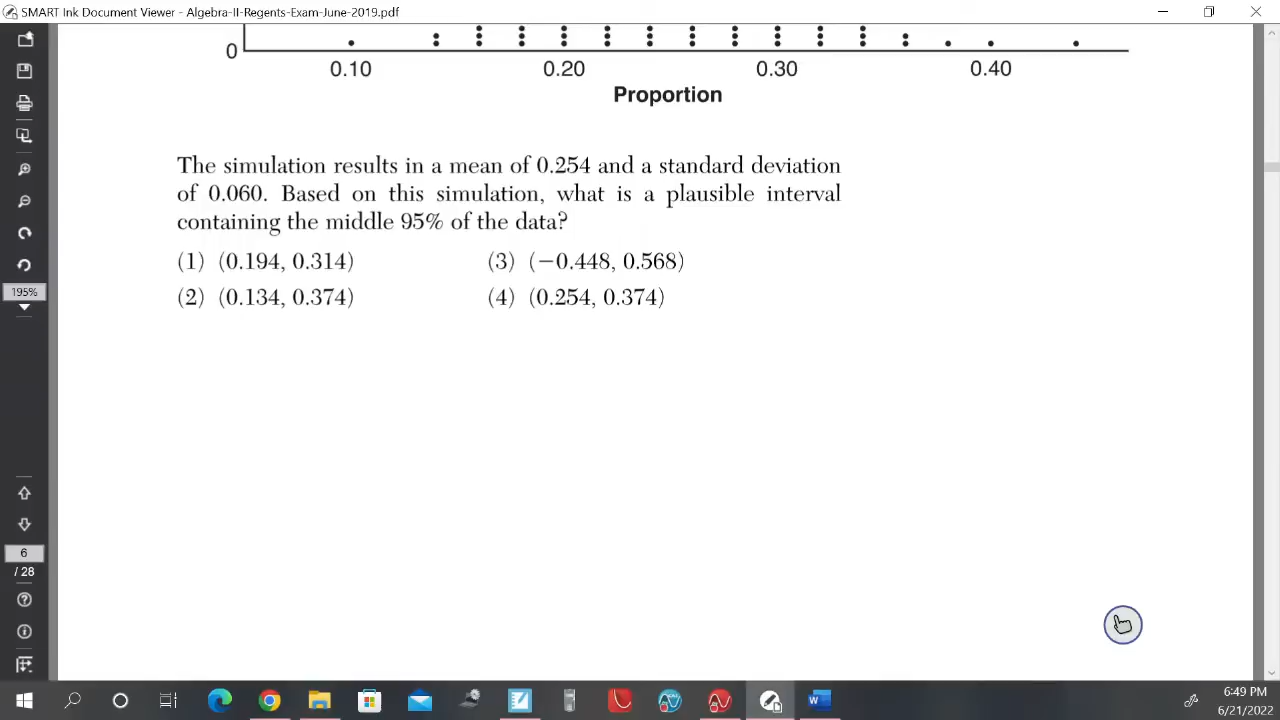 SMART Ink Document Viewer - Algebra-II-Regents-Exam-June-2019.pdf
0
0.10 0.20 0.30 0.40
Proportion
The simulation results in a mean of 0.254 and a standard deviation
of 0.060. Based on this simulation, what is a plausible interval
containing the middle 95% of the data?
(1) (0.194, 0.314) (3) (−0.448, 0.568)
(2) (0.134, 0.374) (4) (0.254, 0.374)
195%
6
/ 28
6:49 PM
6/21/2022